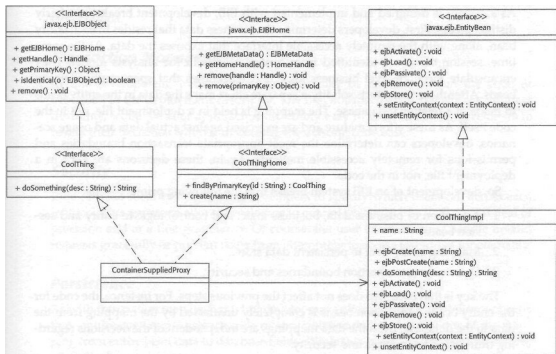 <<Interface>>
javax.ejb.EJBObject
+ getEJBHome() : EJBHome
+ getHandle() : Handle
+ getPrimaryKey() : Object
+ isIdentical(o : EJBObject) : boolean
+ remove() : void
<<Interface>>
javax.ejb.EJBHome
+ getEJBMetaData() : EJBMetaData
+ getHomeHandle() : HomeHandle
+ remove(handle : Handle) : void
+ remove(primaryKey : Object) : void
<<Interface>>
javax.ejb.EntityBean
+ ejbActivate() : void
+ ejbLoad() : void
+ ejbPassivate() : void
+ ejbRemove() : void
+ ejbStore() : void
+ setEntityContext(context : EntityContext) : void
+ unsetEntityContext() : void
<<Interface>>
CoolThing
+ doSomething(desc : String) : String
<<Interface>>
CoolThingHome
+ findByPrimaryKey(id : String) : CoolThing
+ create(name : String)
CoolThingImpl
+ name : String
+ ejbCreate(name : String)
+ ejbPostCreate(name : String)
+ doSomething(desc : String) : String
+ ejbActivate() : void
+ ejbLoad() : void
+ ejbPassivate() : void
+ ejbRemove() : void
+ ejbStore() : void
+ setEntityContext(context : EntityContext) : void
+ unsetEntityContext() : void
ContainerSuppliedProxy